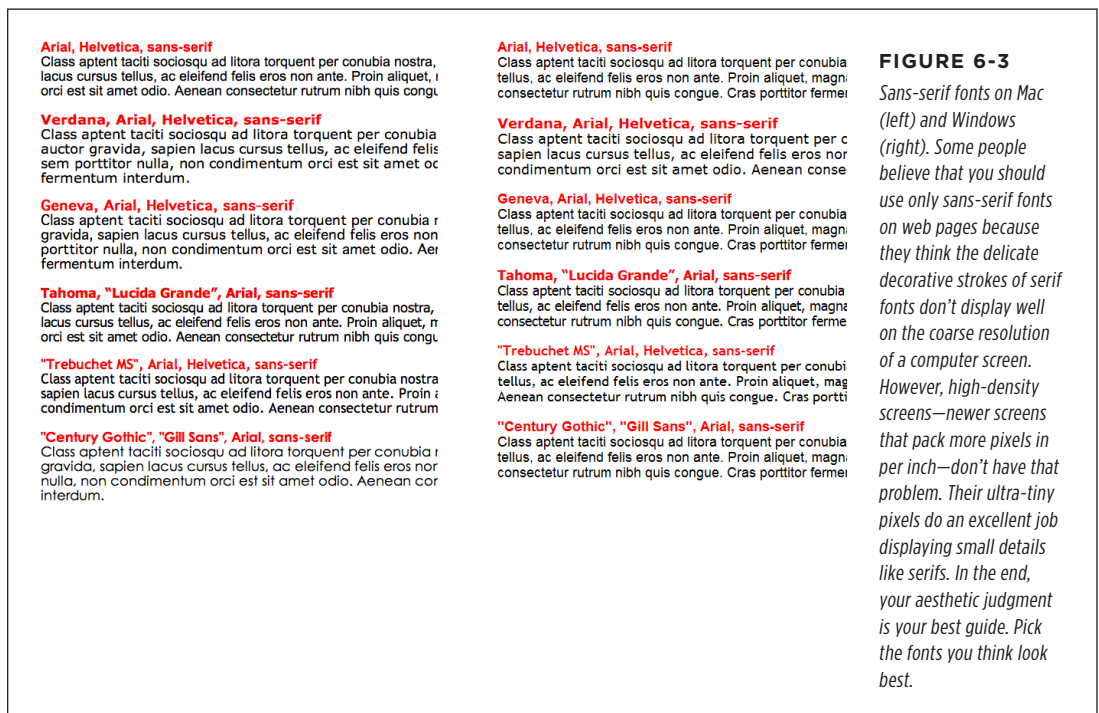 Arial, Helvetica, sans-serif
Class aptent taciti sociosqu ad litora torquent per conubia nostra,
lacus cursus tellus, ac eleifend felis eros non ante. Proin aliquet,
orci est sit amet odio. Aenean consectetur rutrum nibh quis congu
Verdana, Arial, Helvetica, sans-serif
Class aptent taciti sociosqu ad litora torquent per conubia
auctor gravida, sapien lacus cursus tellus, ac eleifend felis
sem porttitor nulla, non condimentum orci est sit amet oc
fermentum interdum.
Geneva, Arial, Helvetica, sans-serif
Class aptent taciti sociosqu ad litora torquent per conubia r
gravida, sapien lacus cursus tellus, ac eleifend felis eros non
porttitor nulla, non condimentum orci est sit amet odio. Aer
fermentum interdum.
Tahoma, “Lucida Grande”, Arial, sans-serif
Class aptent taciti sociosqu ad litora torquent per conubia nostra,
lacus cursus tellus, ac eleifend felis eros non ante. Proin aliquet, m
orci est sit amet odio. Aenean consectetur rutrum nibh quis congu
"Trebuchet MS", Arial, Helvetica, sans-serif
Class aptent taciti sociosqu ad litora torquent per conubia nostra
sapien lacus cursus tellus, ac eleifend felis eros non ante. Proin a
condimentum orci est sit amet odio. Aenean consectetur rutrum
"Century Gothic", "Gill Sans", Arial, sans-serif
Class aptent taciti sociosqu ad litora torquent per conubia r
gravida, sapien lacus cursus tellus, ac eleifend felis eros nor
nulla, non condimentum orci est sit amet odio. Aenean cor
interdum.
Arial, Helvetica, sans-serif
Class aptent taciti sociosqu ad litora torquent per conubia
tellus, ac eleifend felis eros non ante. Proin aliquet, magna
consectetur rutrum nibh quis congue. Cras porttitor fermer
Verdana, Arial, Helvetica, sans-serif
Class aptent taciti sociosqu ad litora torquent per c
sapien lacus cursus tellus, ac eleifend felis eros nor
condimentum orci est sit amet odio. Aenean conse
Geneva, Arial, Helvetica, sans-serif
Class aptent taciti sociosqu ad litora torquent per conubia
tellus, ac eleifend felis eros non ante. Proin aliquet, magna
consectetur rutrum nibh quis congue. Cras porttitor fermer
Tahoma, “Lucida Grande”, Arial, sans-serif
Class aptent taciti sociosqu ad litora torquent per conubia
tellus, ac eleifend felis eros non ante. Proin aliquet, magna
consectetur rutrum nibh quis congue. Cras porttitor ferme
"Trebuchet MS", Arial, Helvetica, sans-serif
Class aptent taciti sociosqu ad litora torquent per conubi
tellus, ac eleifend felis eros non ante. Proin aliquet, mag
Aenean consectetur rutrum nibh quis congue. Cras portti
"Century Gothic", "Gill Sans", Arial, sans-serif
Class aptent taciti sociosqu ad litora torquent per conubia
tellus, ac eleifend felis eros non ante. Proin aliquet, magna
consectetur rutrum nibh quis congue. Cras porttitor fermer
FIGURE 6-3
Sans-serif fonts on Mac
(left) and Windows
(right). Some people
believe that you should
use only sans-serif fonts
on web pages because
they think the delicate
decorative strokes of serif
fonts don’t display well
on the coarse resolution
of a computer screen.
However, high-density
screens—newer screens
that pack more pixels in
per inch—don’t have that
problem. Their ultra-tiny
pixels do an excellent job
displaying small details
like serifs. In the end,
your aesthetic judgment
is your best guide. Pick
the fonts you think look
best.